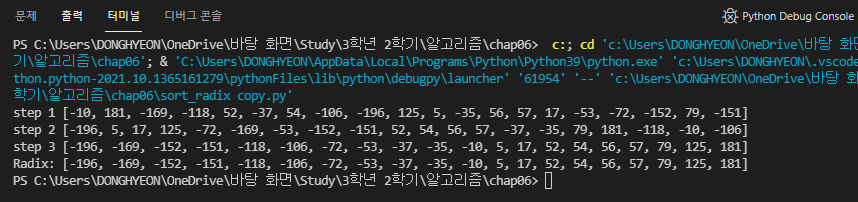 문제 출력 터미널 디버그 콘솔 Python Debug Console
PS C:\Users\DONGHYEON\OneDrive\바탕 화면\Study\3학년 2학기\알고리즘\chap06> c:; cd 'c:\Users\DONGHYEON\OneDrive\바탕 화
기\알고리즘\chap06'; & 'C:\Users\DONGHYEON\AppData\Local\Programs\Python\Python39\python.exe' 'c:\Users\DONGHYEON\.vscode
thon.python-2021.10.1365161279\pythonFiles\lib\python\debugpy\launcher' '61954' '--' 'c:\Users\DONGHYEON\OneDrive\바탕 화
학기\알고리즘\chap06\sort_radix copy.py'
step 1 [-10, 181, -169, -118, 52, -37, 54, -106, -196, 125, 5, -35, 56, 57, 17, -53, -72, -152, 79, -151]
step 2 [-196, 5, 17, 125, -72, -169, -53, -152, -151, 52, 54, 56, 57, -37, -35, 79, 181, -118, -10, -106]
step 3 [-196, -169, -152, -151, -118, -106, -72, -53, -37, -35, -10, 5, 17, 52, 54, 56, 57, 79, 125, 181]
Radix: [-196, -169, -152, -151, -118, -106, -72, -53, -37, -35, -10, 5, 17, 52, 54, 56, 57, 79, 125, 181]
PS C:\Users\DONGHYEON\OneDrive\바탕 화면\Study\3학년 2학기\알고리즘\chap06>